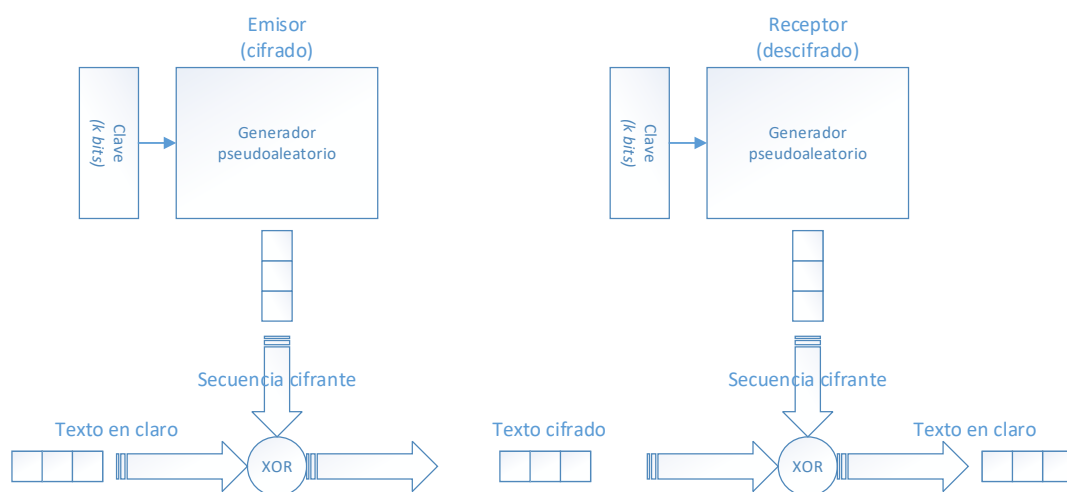 Emisor
(cifrado)
Clave
(k bits)
Generador
pseudoaleatorio
Secuencia cifrante
Texto en claro
XOR
Texto cifrado
Receptor
(descifrado)
Clave
(k bits)
Generador
pseudoaleatorio
Secuencia cifrante
XOR
Texto en claro